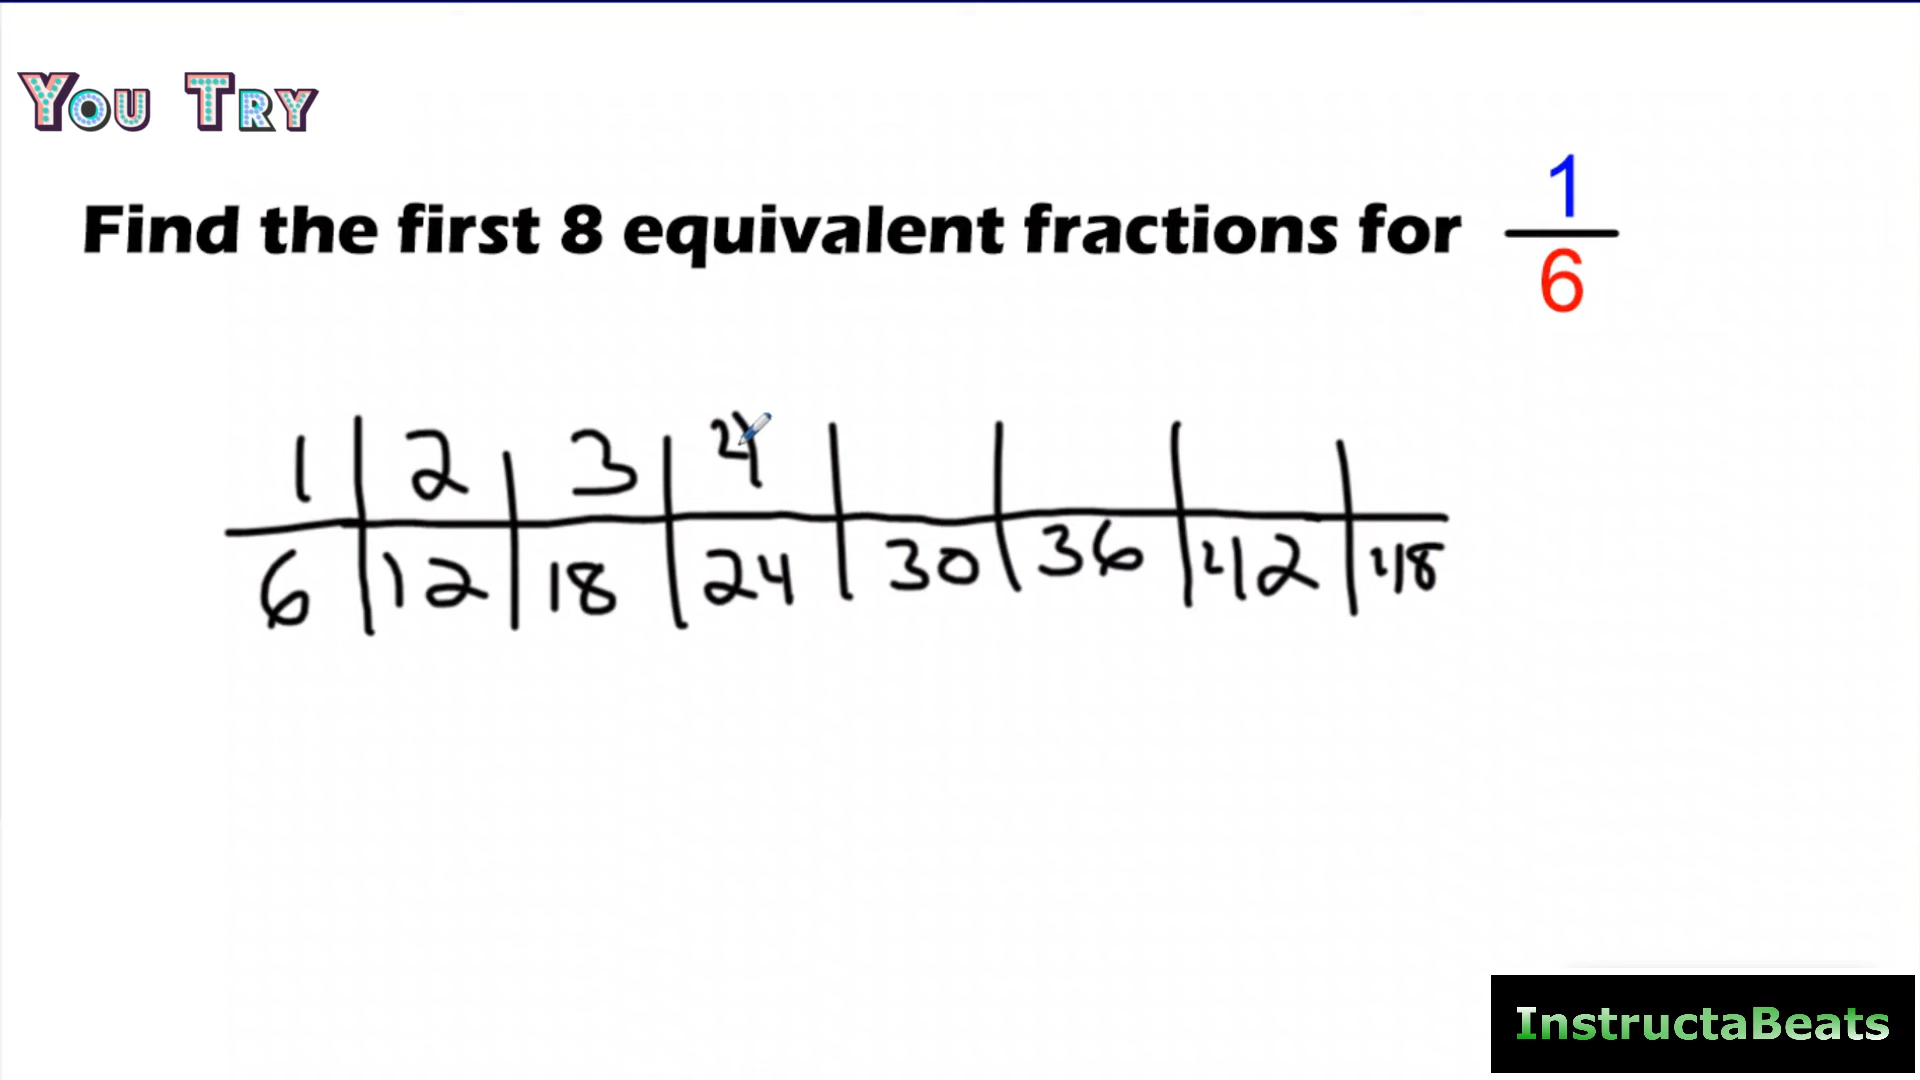 YOU TRY
Find the first 8 equivalent fractions for 1/6
1 2 3 4
6 12 18 24 30 36 42 48
InstructaBeats